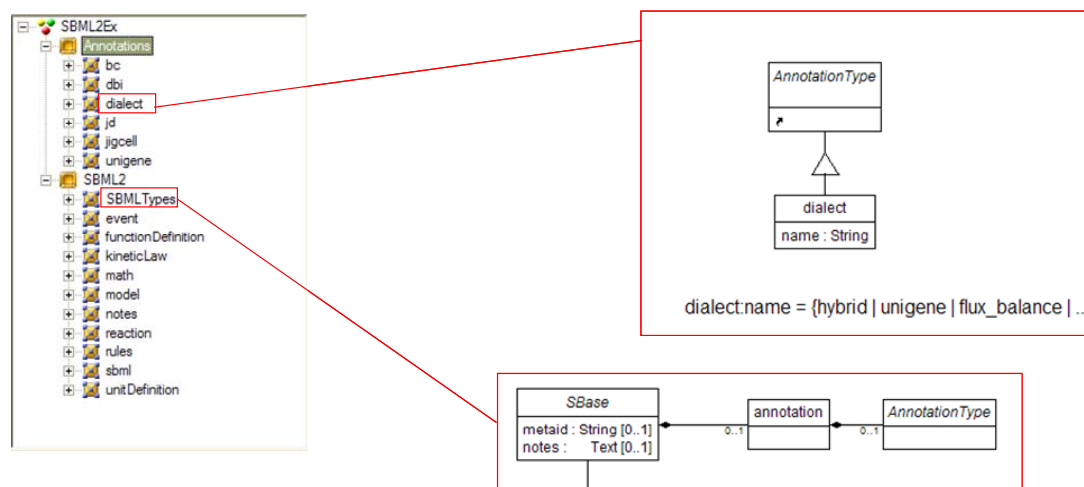 SBML2Ex
Annotations
bc
dbi
dialect
jd
jigcell
unigene
SBML2
SBMLTypes
event
functionDefinition
kineticLaw
math
model
notes
reaction
rules
sbml
unitDefinition
AnnotationType
dialect
name : String
dialect:name = {hybrid | unigene | flux_balance | ..
SBase
metaid : String [0..1]
notes : Text [0..1]
0..1
annotation
0..1
AnnotationType